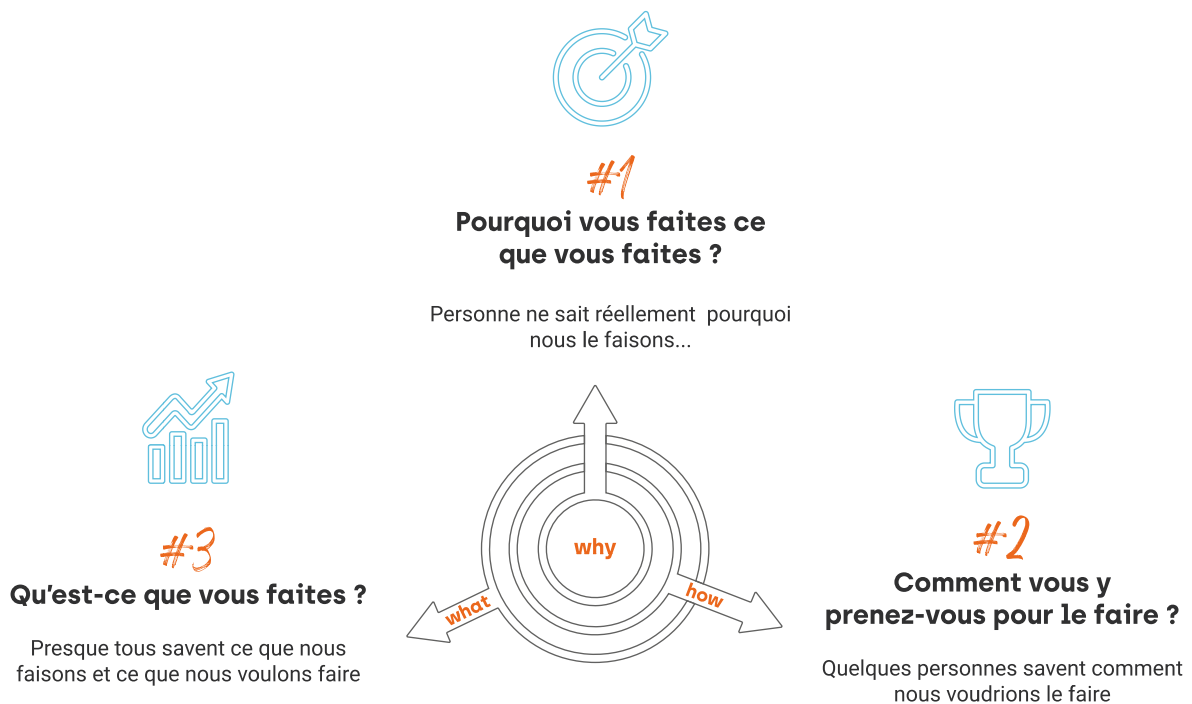 #1
Pourquoi vous faites ce
que vous faites ?
Personne ne sait réellement  pourquoi
nous le faisons...
why
what
how
#3
Qu'est-ce que vous faites ?
Presque tous savent ce que nous
faisons et ce que nous voulons faire
#2
Comment vous y
prenez-vous pour le faire ?
Quelques personnes savent comment
nous voudrions le faire